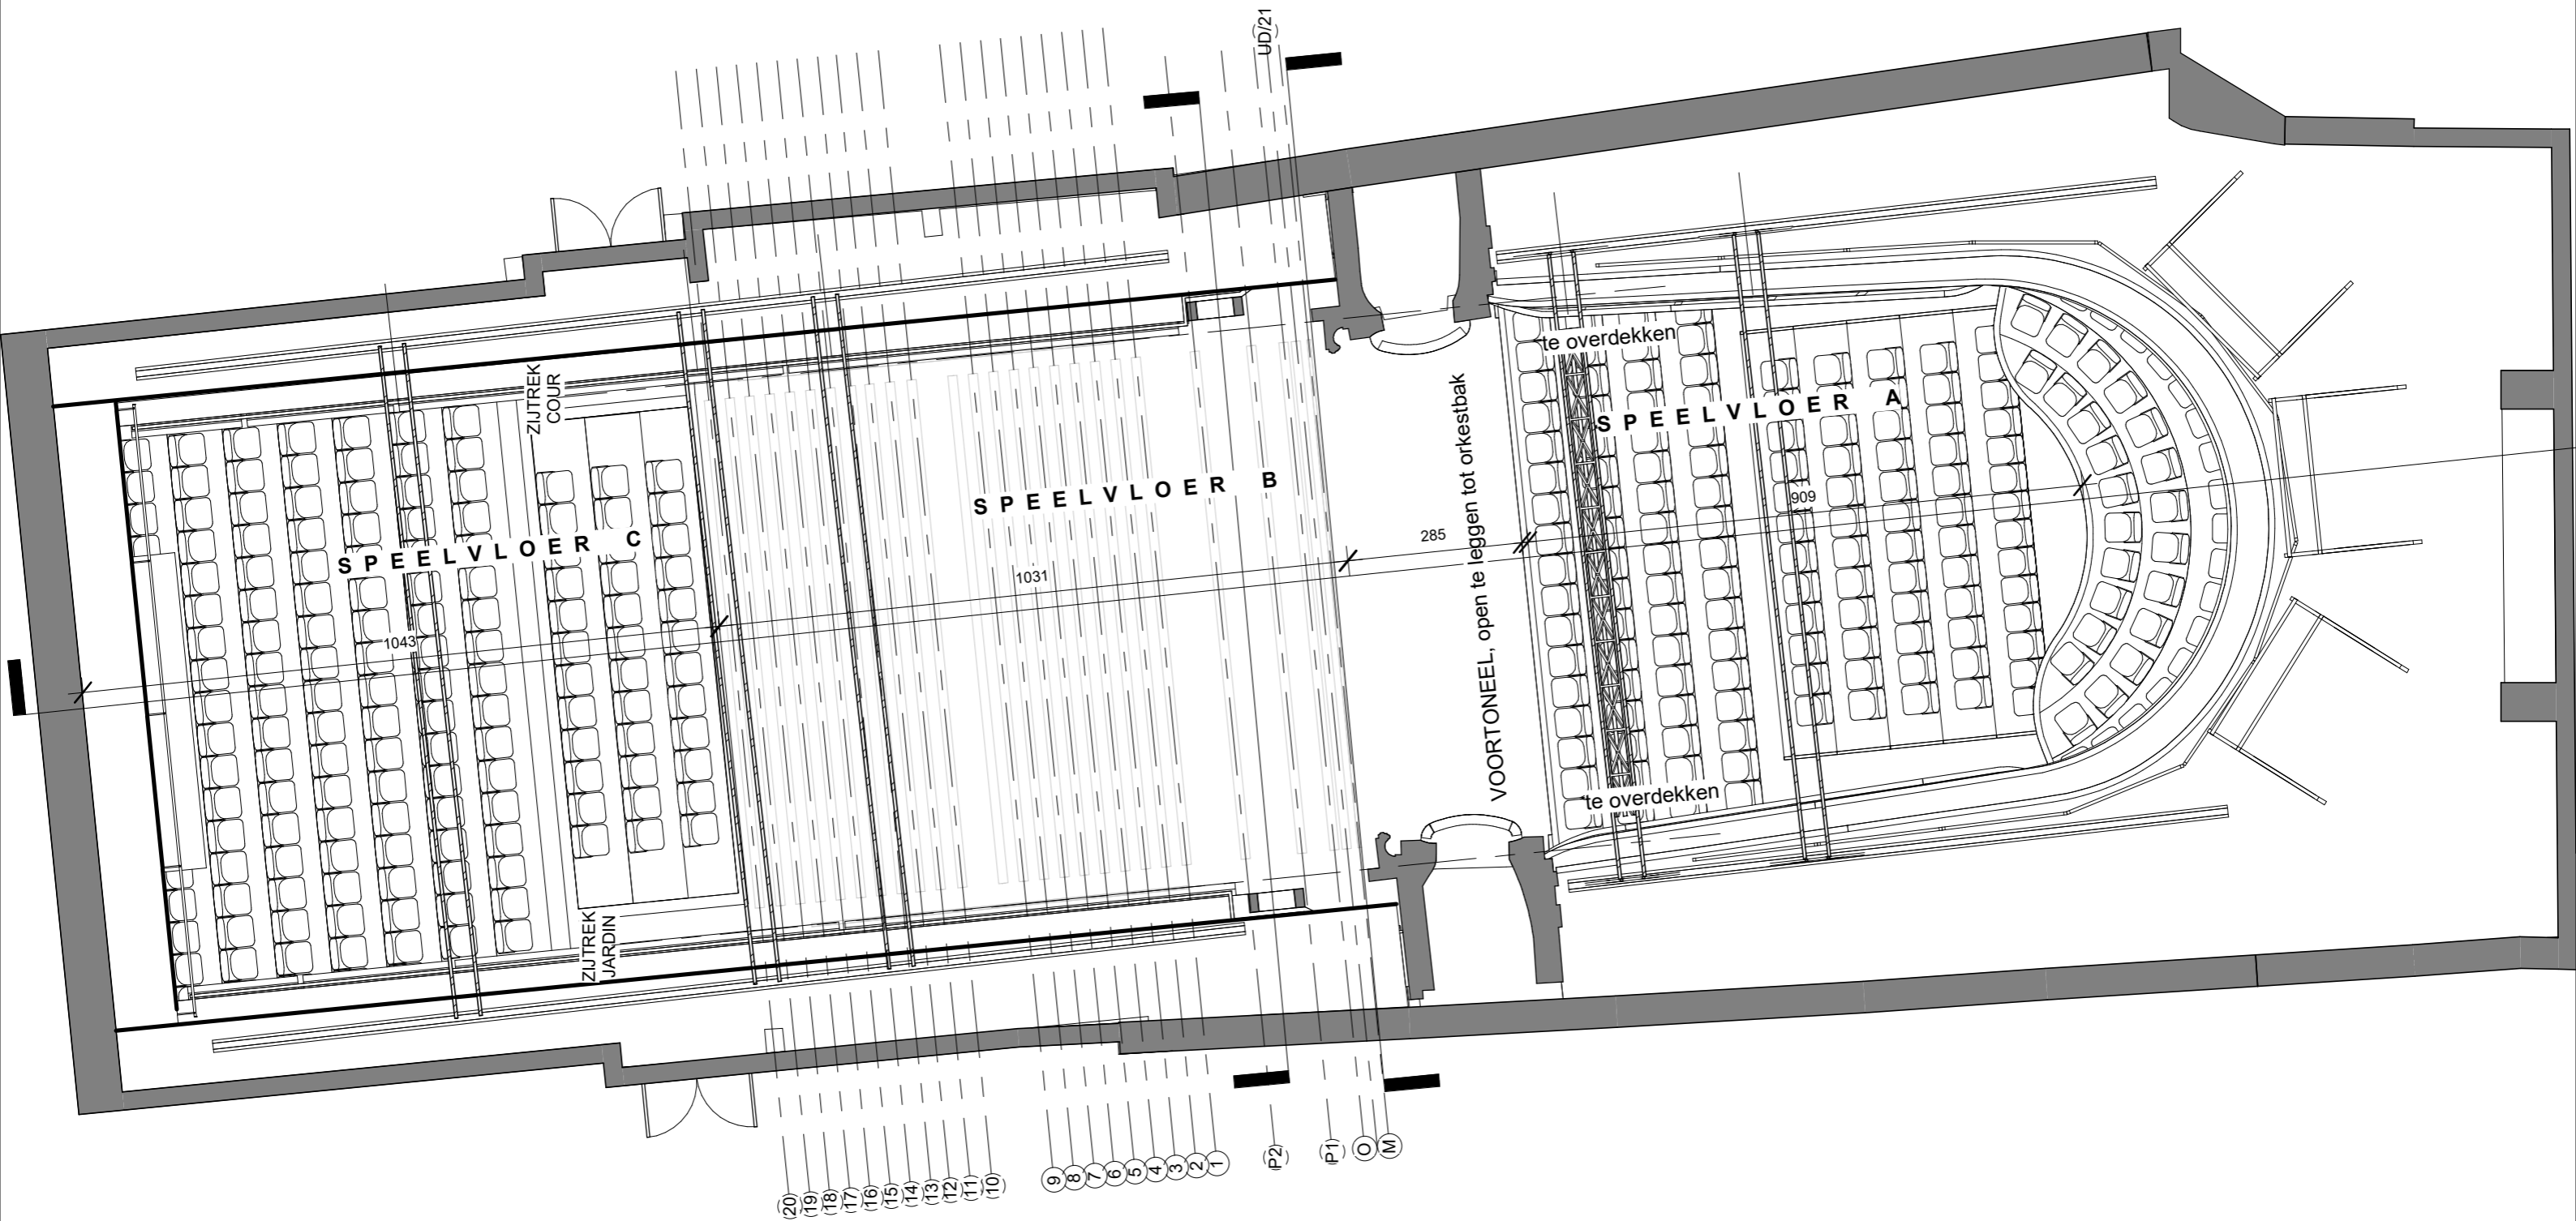 UD/21
ZIJTREK
COUR
te overdekken
SPEELVLOER A
SPEELVLOER B
SPEELVLOER C
VOORTONEEL, open te leggen tot orkestbak
909
285
1031
1043
te overdekken
ZIJTREK
JARDIN
(20)
(19)
(18)
(17)
(16)
(15)
(14)
(13)
(12)
(11)
(10)
9
8
7
6
5
4
3
2
1
(P2)
(P1)
O
M